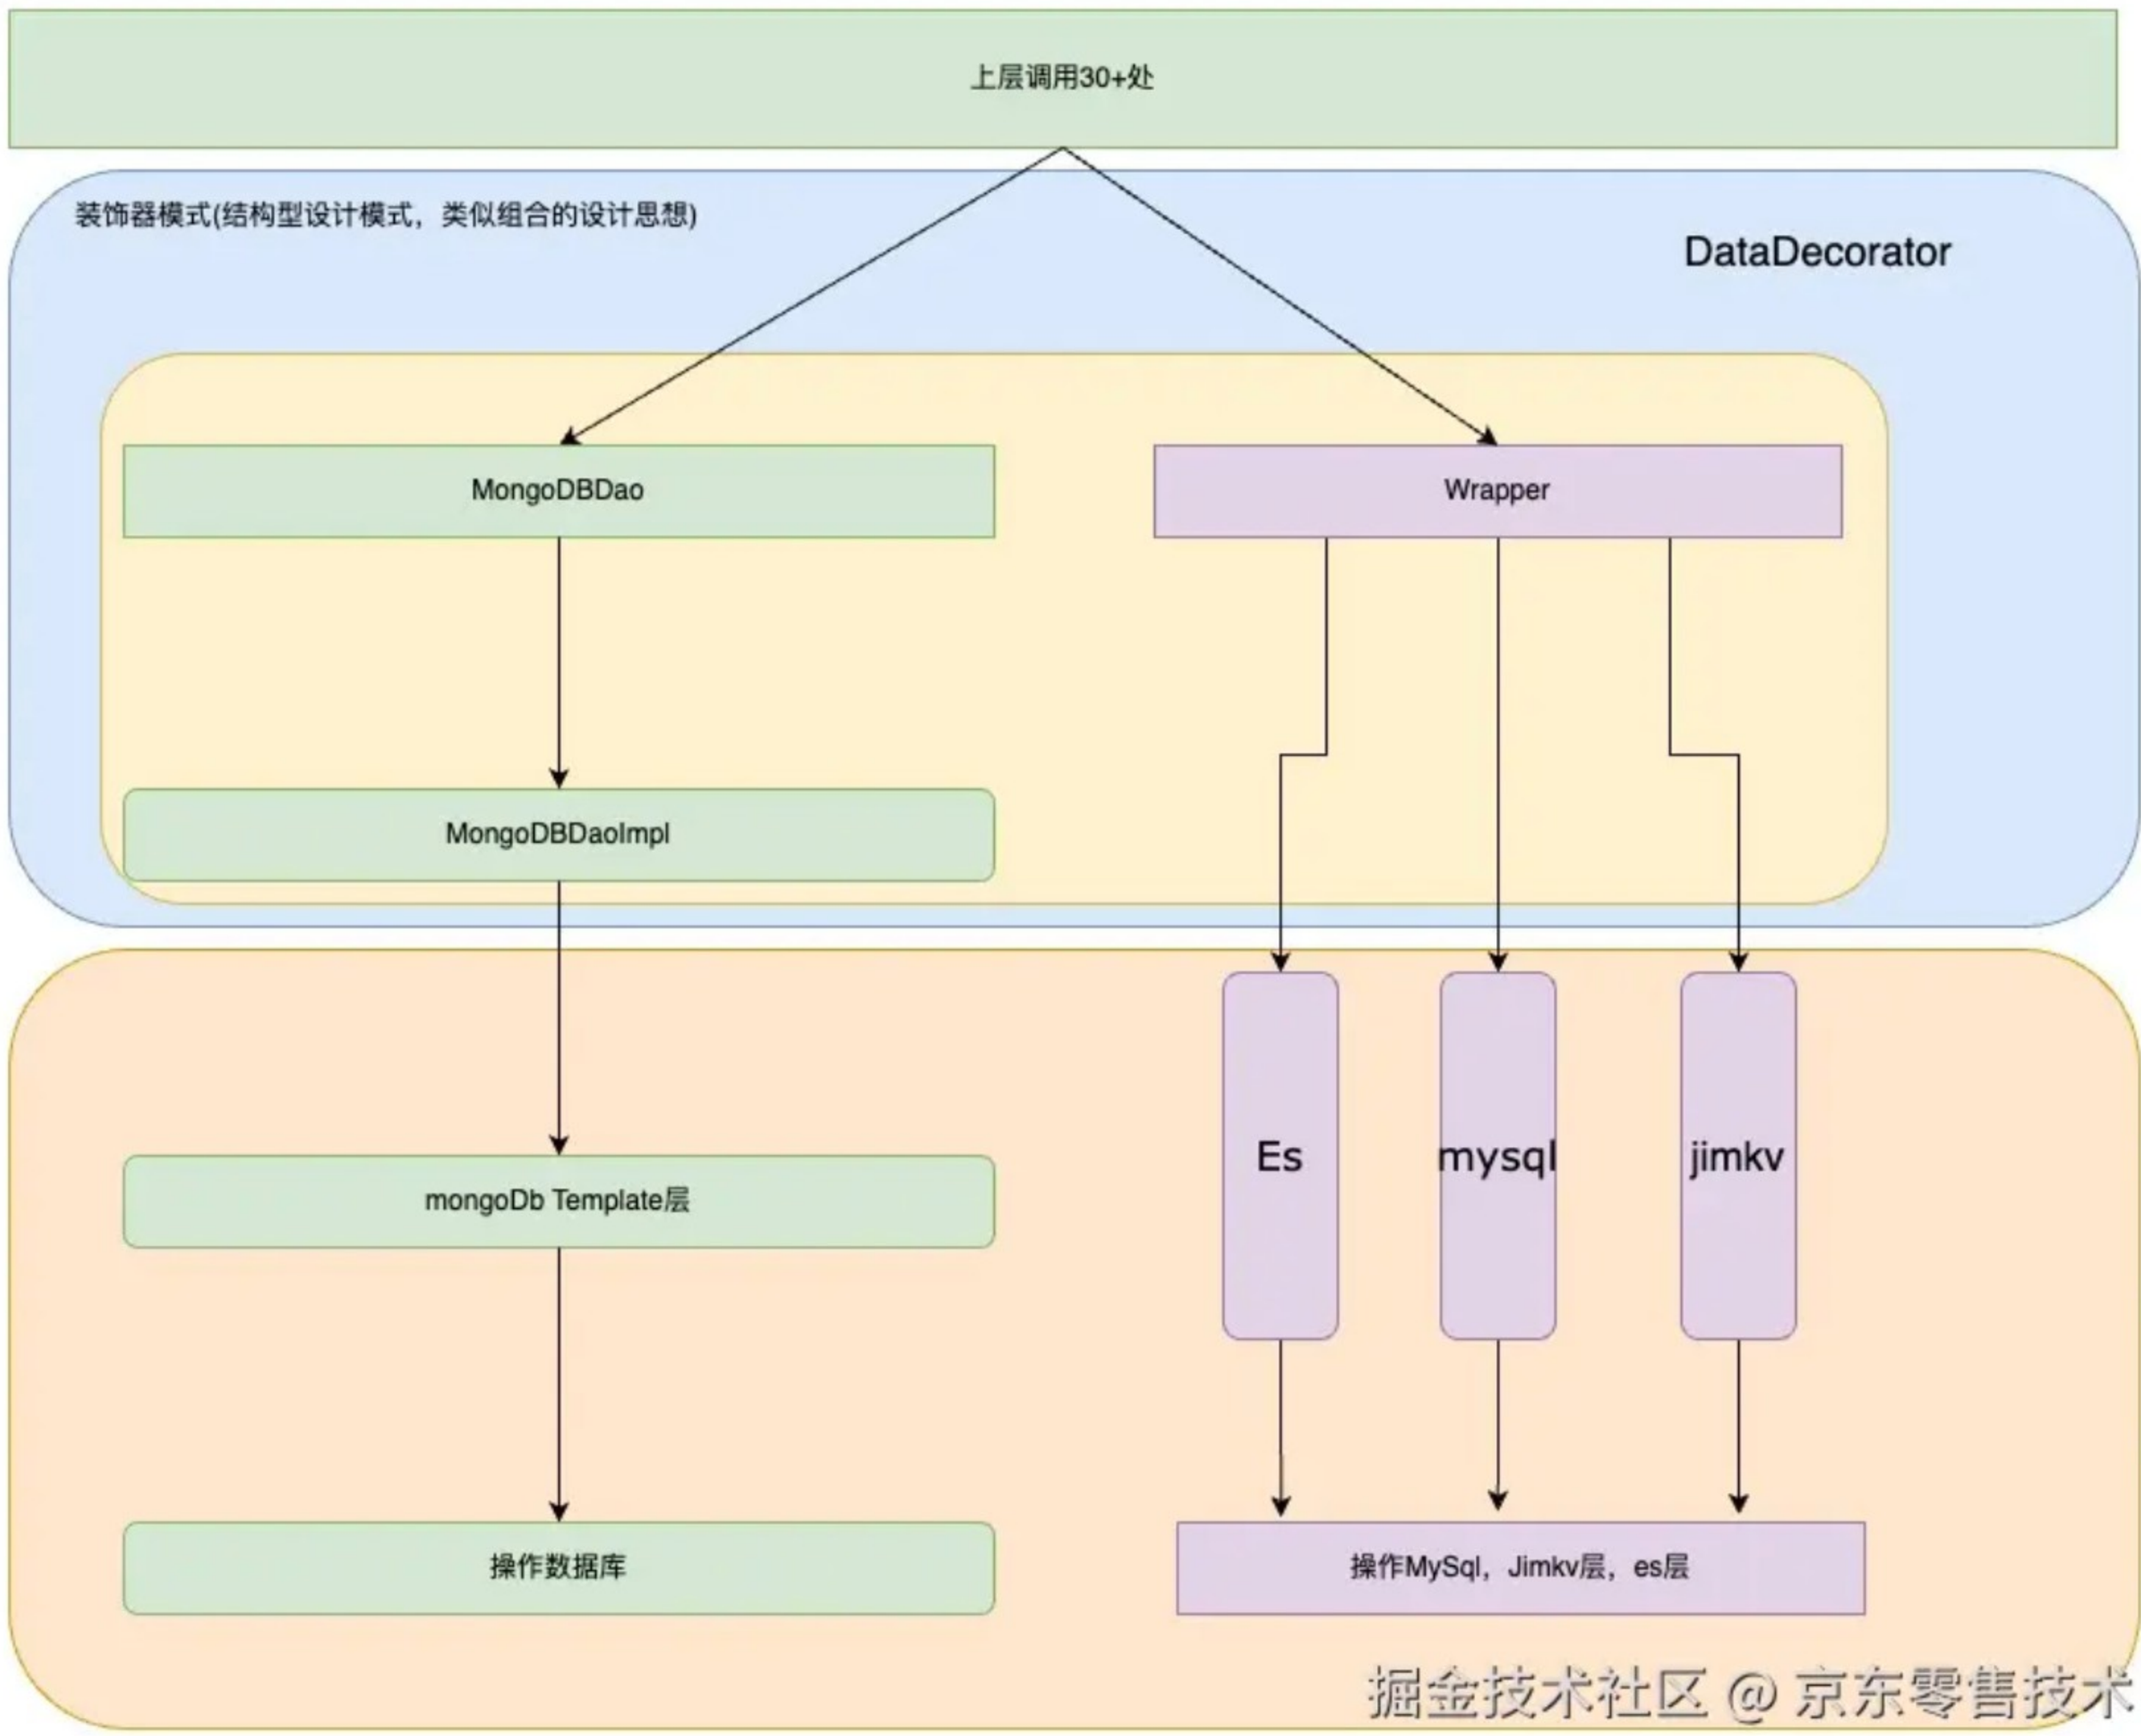 上层调用30+处
装饰器模式(结构型设计模式，类似组合的设计思想)
DataDecorator
MongoDBDao
Wrapper
MongoDBDaoImpl
Es
mysql
jimkv
mongoDb Template层
操作数据库
操作MySql，Jimkv层，es层
掘金技术社区 @ 京东零售技术